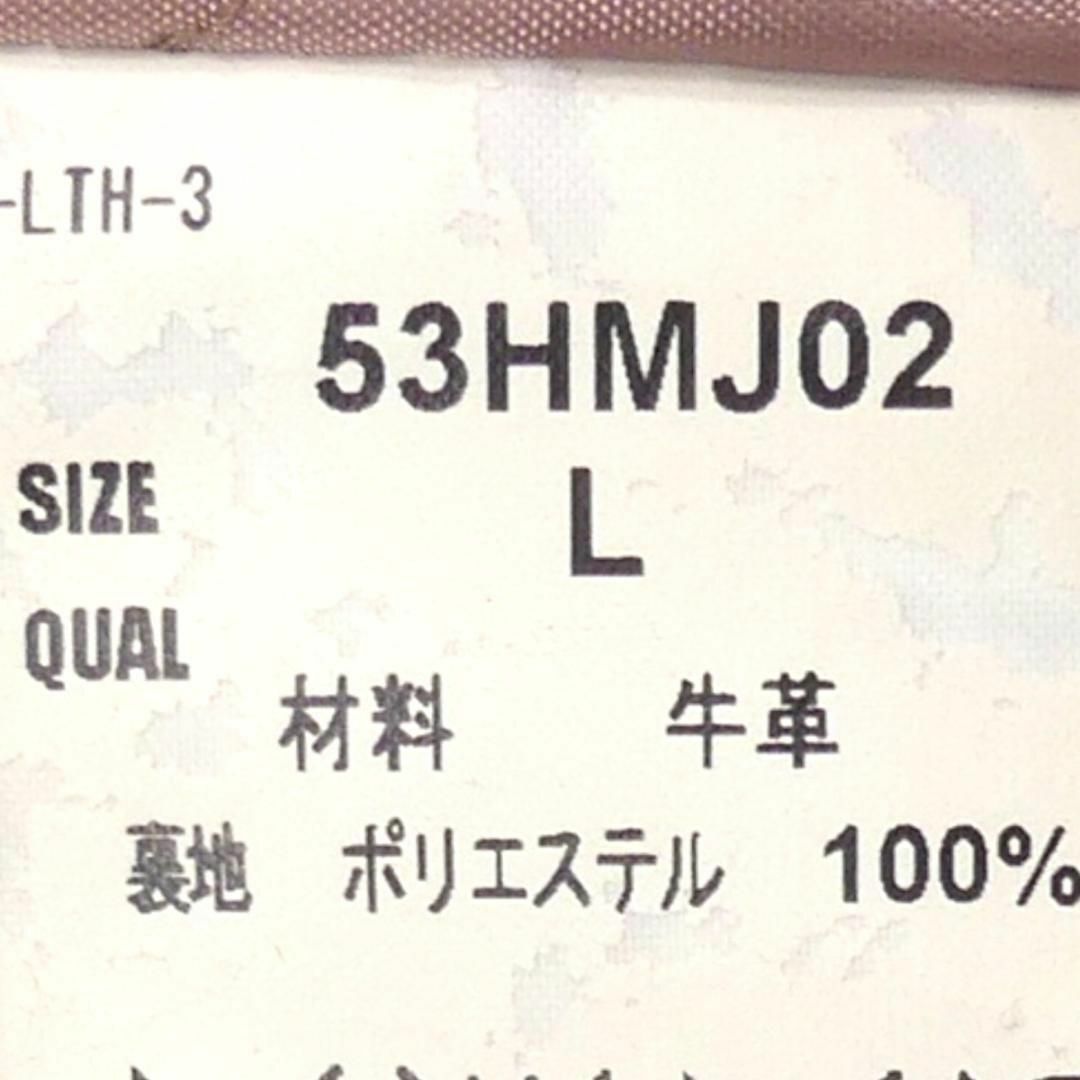 -LTH-3
53HMJ02
SIZE L
QUAL
材料 牛革
裏地 ポリエステル 100%